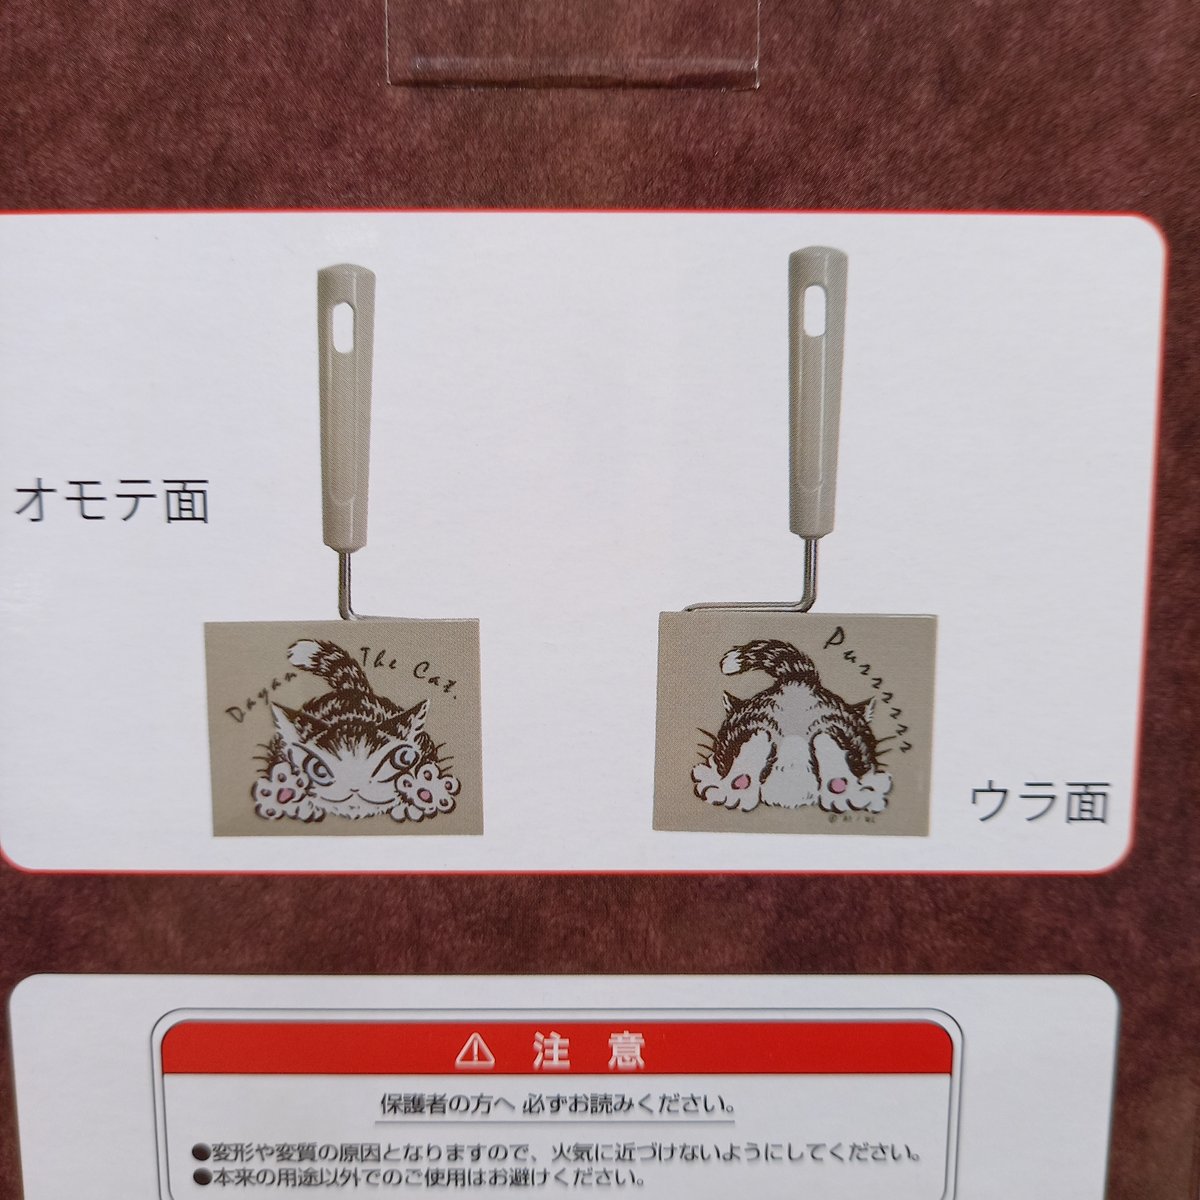 オモテ面
Dayan The Cat.
Purrrrrrr
ウラ面
⚠ 注意
保護者の方へ 必ずお読みください。
●変形や変質の原因となりますので、火気に近づけないようにしてください。
●本来の用途以外でのご使用はお避けください。